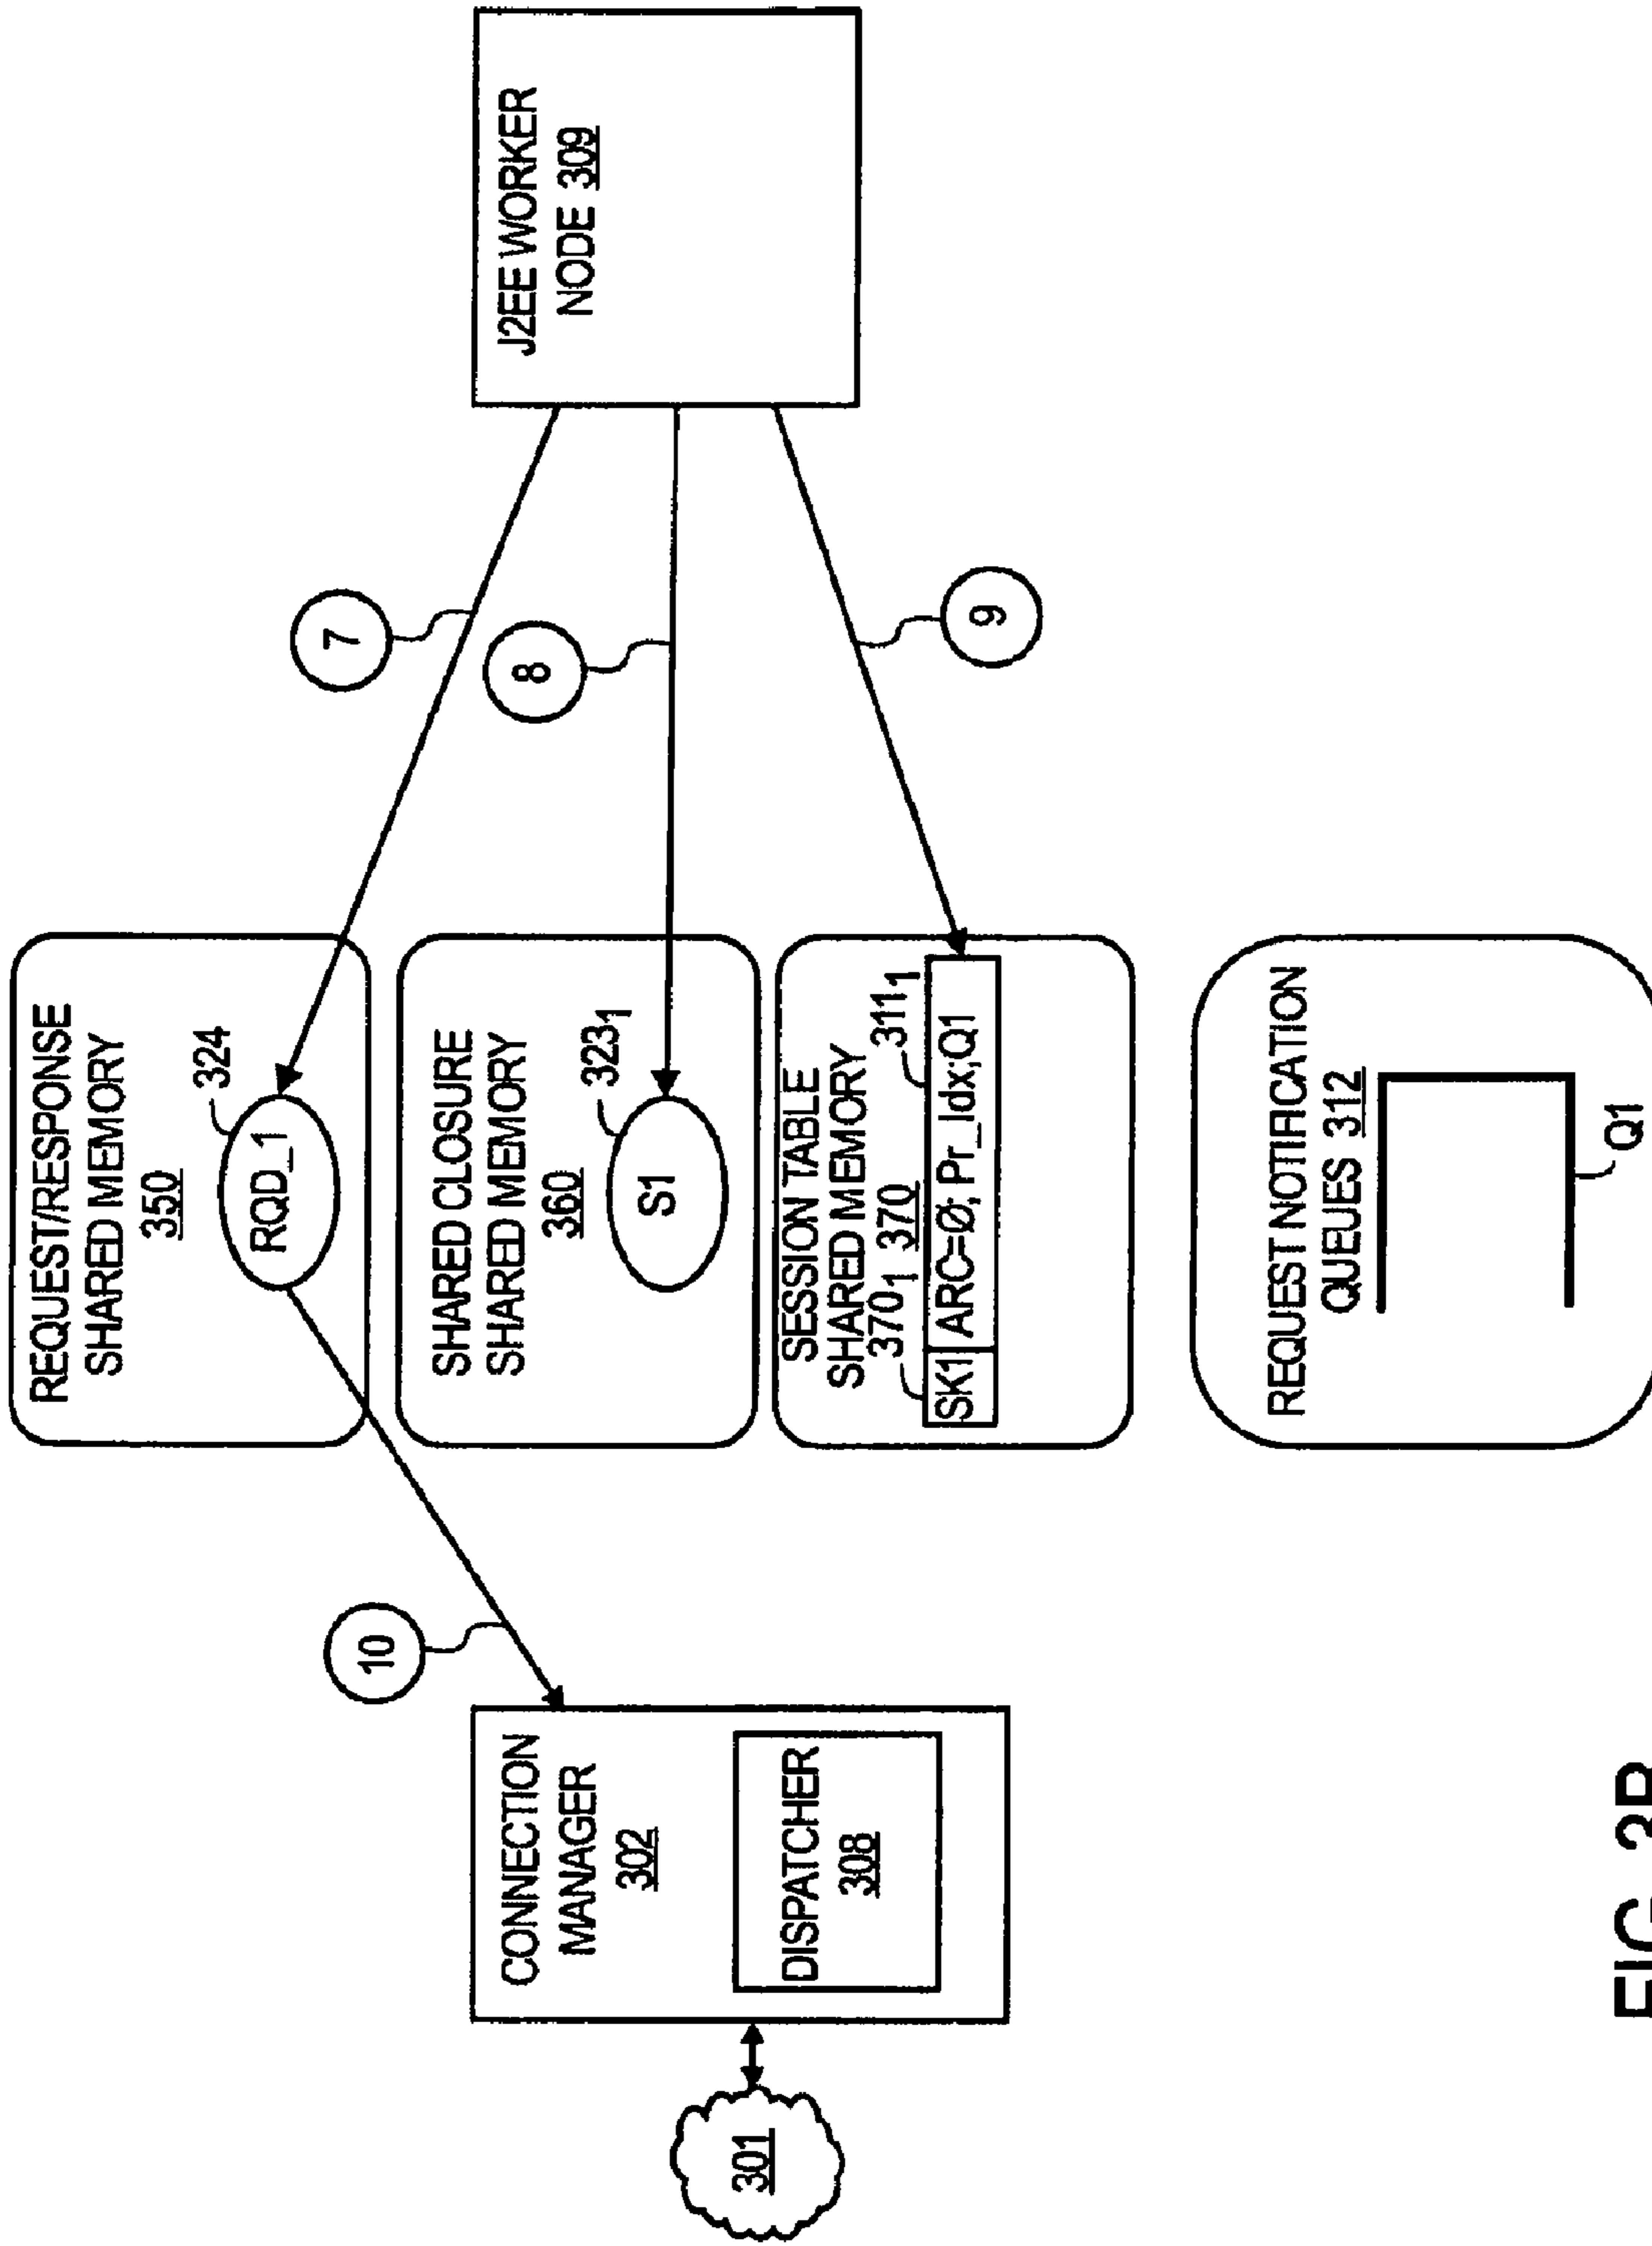 REQUEST/RESPONSE
SHARED MEMORY
350
324
RQD_1
7
10
CONNECTION
MANAGER
302
DISPATCHER
308
301
SHARED CLOSURE
SHARED MEMORY
360
323₁
S1
8
J2EE WORKER
NODE 309
SESSION TABLE
SHARED MEMORY
370₁ 370
311₁
SK1 ARC=Ø; Pr_Idx;Q1
9
REQUEST NOTIFICATION
QUEUES 312
Q1
FIG. 3B